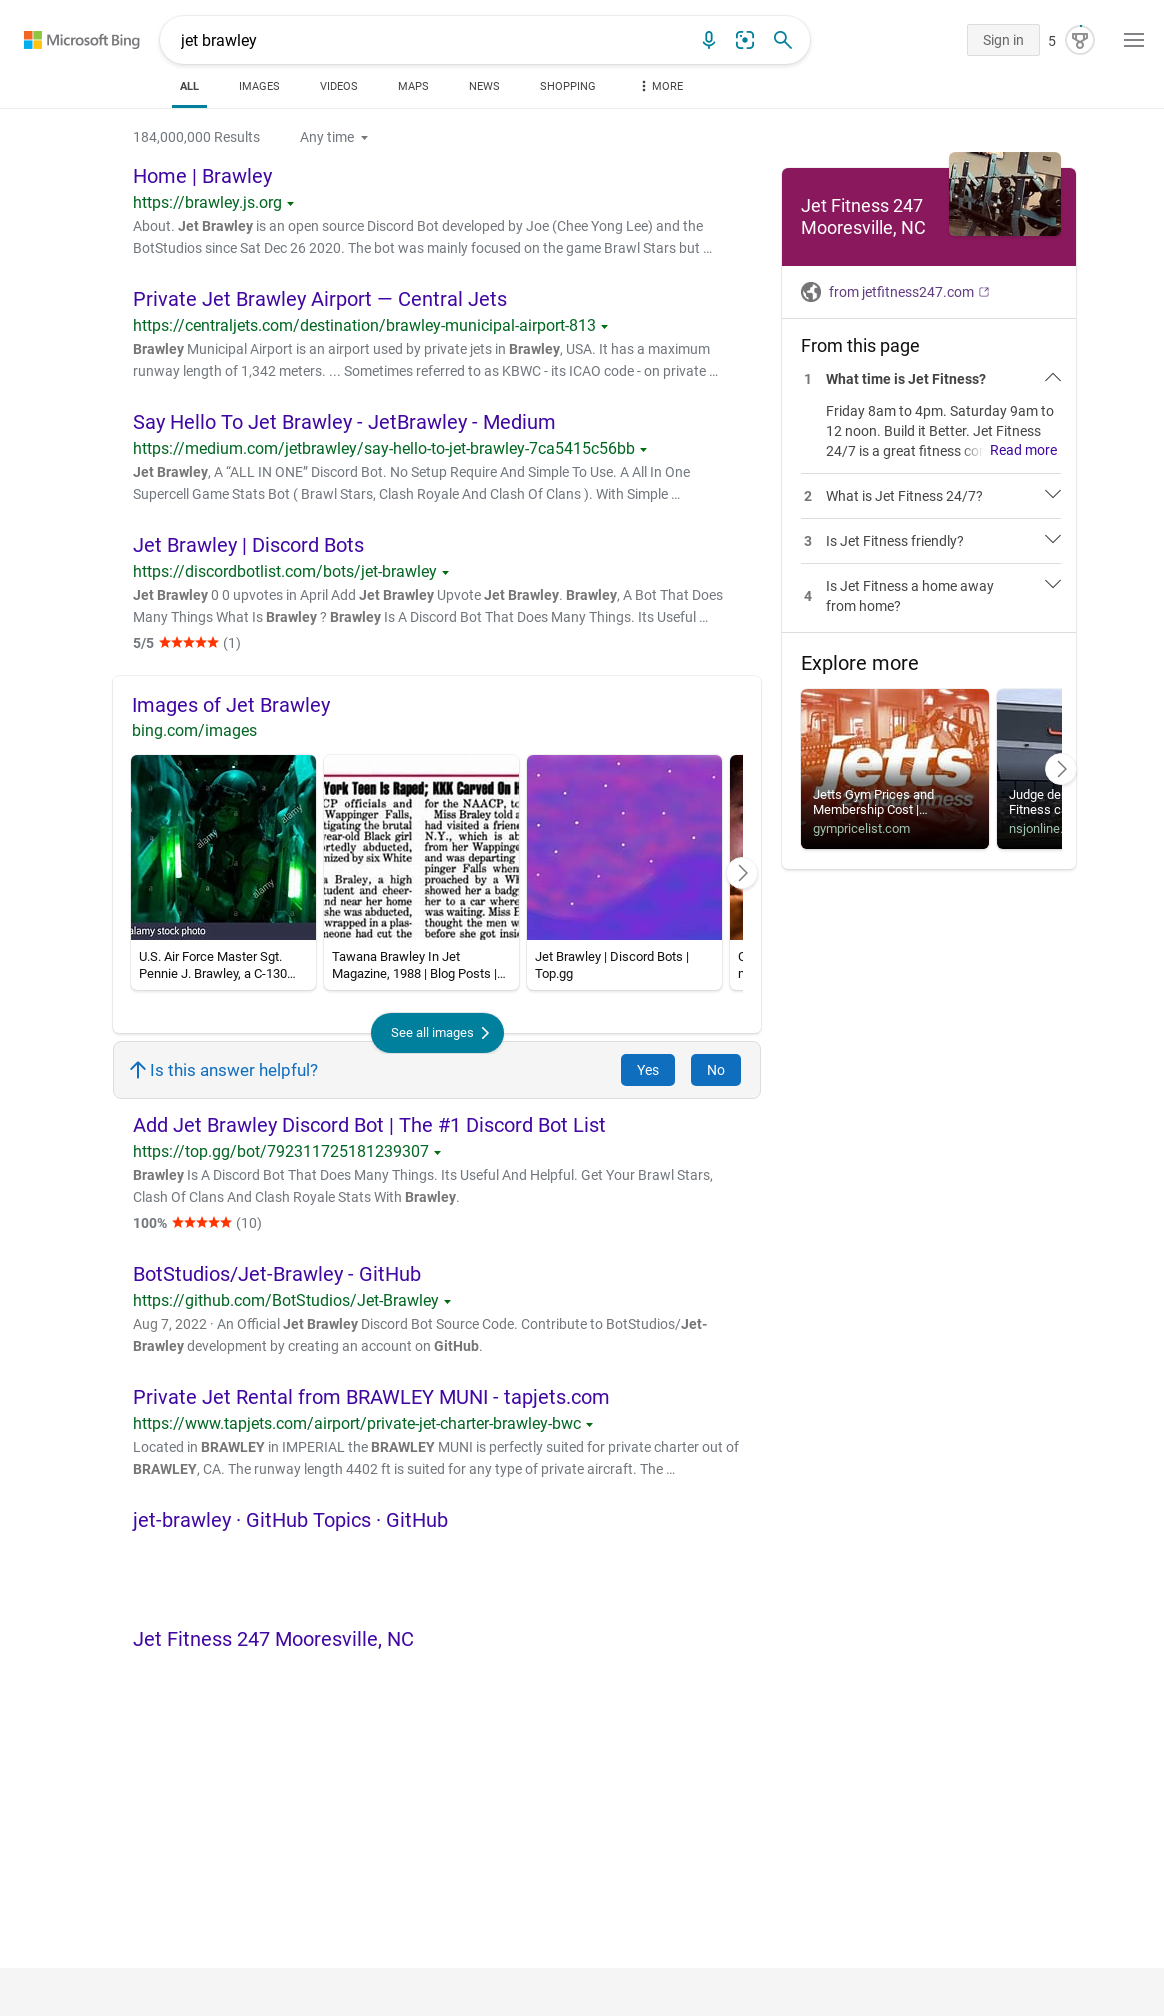 Microsoft Bing
jet brawley
Sign in
5
ALL
IMAGES
VIDEOS
MAPS
NEWS
SHOPPING
MORE
184,000,000 Results
Any time
Home | Brawley
https://brawley.js.org
About. Jet Brawley is an open source Discord Bot developed by Joe (Chee Yong Lee) and the
BotStudios since Sat Dec 26 2020. The bot was mainly focused on the game Brawl Stars but ...
Private Jet Brawley Airport — Central Jets
https://centraljets.com/destination/brawley-municipal-airport-813
Brawley Municipal Airport is an airport used by private jets in Brawley, USA. It has a maximum
runway length of 1,342 meters. ... Sometimes referred to as KBWC - its ICAO code - on private ...
Say Hello To Jet Brawley - JetBrawley - Medium
https://medium.com/jetbrawley/say-hello-to-jet-brawley-7ca5415c56bb
Jet Brawley, A “ALL IN ONE” Discord Bot. No Setup Require And Simple To Use. A All In One
Supercell Game Stats Bot ( Brawl Stars, Clash Royale And Clash Of Clans ). With Simple ...
Jet Brawley | Discord Bots
https://discordbotlist.com/bots/jet-brawley
Jet Brawley 0 0 upvotes in April Add Jet Brawley Upvote Jet Brawley. Brawley, A Bot That Does
Many Things What Is Brawley ? Brawley Is A Discord Bot That Does Many Things. Its Useful ...
5/5 (1)
Images of Jet Brawley
bing.com/images
alamy
alamy
alamy
alamy stock photo
York Teen Is Raped; KKK Carved On H
CP officials and
Wappinger Falls,
tigating the brutal
year-old Black girl
rtedly abducted,
nized by six White
a Braley, a high
tudent and cheer-
nd near her home
she was abducted,
wrapped in a plas-
meone had cut the
for the NAACP, to
Miss Braley told a
had visited a friend
N.Y., which is ab
from her Wappinge
and was departing
pinger Falls when
proached by a Wh
showed her a badg
her to a car where
was waiting. Miss B
thought the men w
before she got insid
U.S. Air Force Master Sgt.
Pennie J. Brawley, a C-130...
Tawana Brawley In Jet
Magazine, 1988 | Blog Posts |...
Jet Brawley | Discord Bots |
Top.gg
See all images
Is this answer helpful?
Yes
No
Add Jet Brawley Discord Bot | The #1 Discord Bot List
https://top.gg/bot/792311725181239307
Brawley Is A Discord Bot That Does Many Things. Its Useful And Helpful. Get Your Brawl Stars,
Clash Of Clans And Clash Royale Stats With Brawley.
100% (10)
BotStudios/Jet-Brawley - GitHub
https://github.com/BotStudios/Jet-Brawley
Aug 7, 2022 · An Official Jet Brawley Discord Bot Source Code. Contribute to BotStudios/Jet-
Brawley development by creating an account on GitHub.
Private Jet Rental from BRAWLEY MUNI - tapjets.com
https://www.tapjets.com/airport/private-jet-charter-brawley-bwc
Located in BRAWLEY in IMPERIAL the BRAWLEY MUNI is perfectly suited for private charter out of
BRAWLEY, CA. The runway length 4402 ft is suited for any type of private aircraft. The ...
jet-brawley · GitHub Topics · GitHub
Jet Fitness 247 Mooresville, NC
Jet Fitness 247
Mooresville, NC
from jetfitness247.com
From this page
1 What time is Jet Fitness?
Friday 8am to 4pm. Saturday 9am to
12 noon. Build it Better. Jet Fitness
24/7 is a great fitness co Read more
2 What is Jet Fitness 24/7?
3 Is Jet Fitness friendly?
4 Is Jet Fitness a home away
from home?
Explore more
jetts
fitness
Jetts Gym Prices and
Membership Cost |...
gympricelist.com
Judge de
Fitness c
nsjonline.